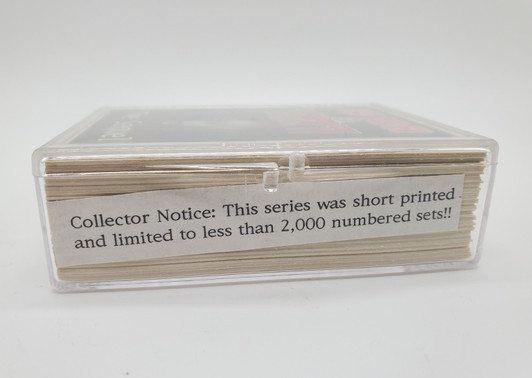 Collector Notice: This series was short printed
and limited to less than 2,000 numbered sets!!